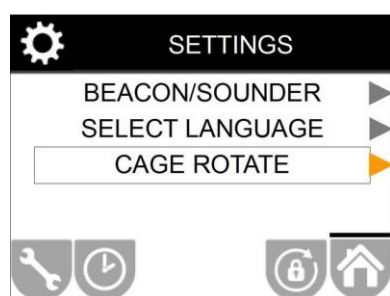 SETTINGS
BEACON/SOUNDER
SELECT LANGUAGE
CAGE ROTATE